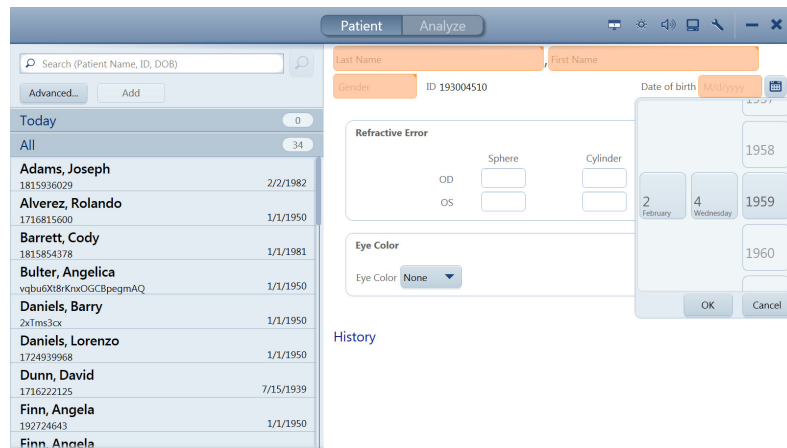 Patient Analyze
Search (Patient Name, ID, DOB)
Advanced... Add
Today 0
All 34
Adams, Joseph
1815936029 2/2/1982
Alverez, Rolando
1716815600 1/1/1950
Barrett, Cody
1815854378 1/1/1981
Bulter, Angelica
vqbu6Xt8rKnxOGCBpegmAQ 1/1/1950
Daniels, Barry
2xTms3cx 1/1/1950
Daniels, Lorenzo
1724939968 1/1/1950
Dunn, David
1716222125 7/15/1939
Finn, Angela
192724643 1/1/1950
Finn, Angela
Last Name , First Name
Gender ID 193004510 Date of birth M/d/yyyy
Refractive Error
Sphere Cylinder
OD
OS
Eye Color
Eye Color None
History
1957
1958
2 4 1959
February Wednesday
1960
OK Cancel